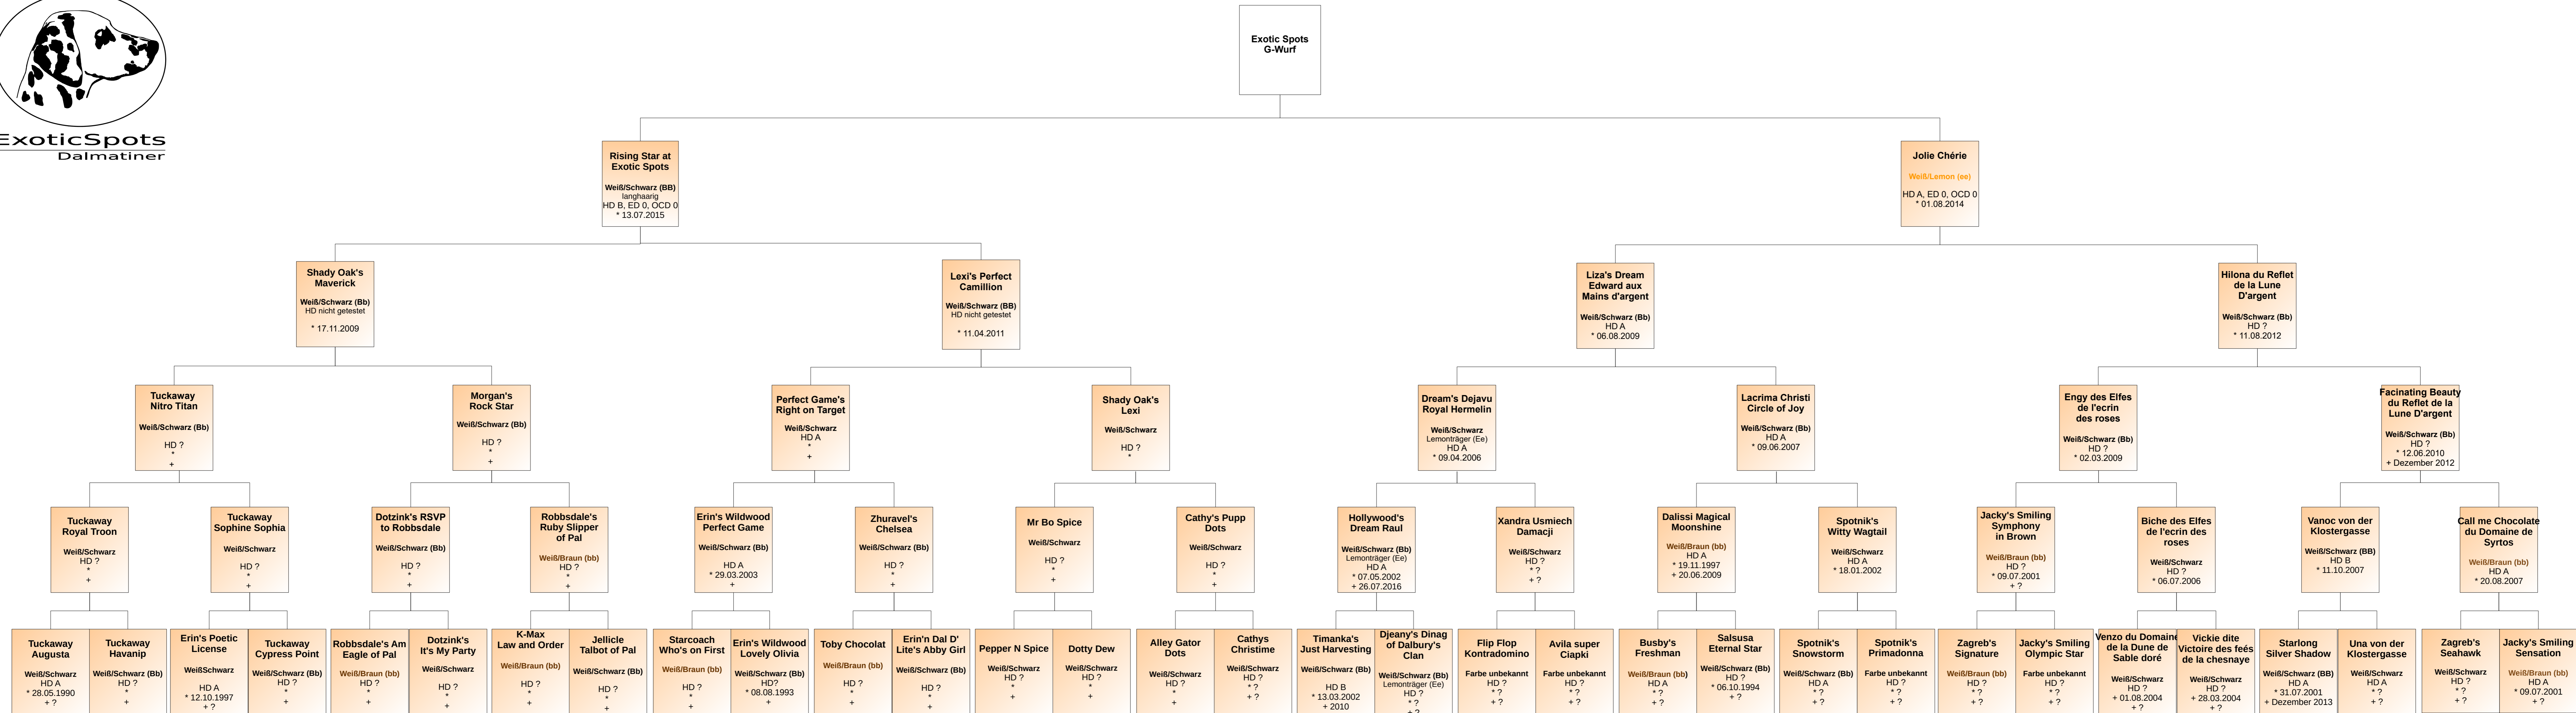 ExoticSpots
Dalmatiner
Exotic Spots
G-Wurf
Rising Star at
Exotic Spots
Weiß/Schwarz (BB)
langhaarig
HD B, ED 0, OCD 0
* 13.07.2015
Jolie Chérie
Weiß/Lemon (ee)
HD A, ED 0, OCD 0
* 01.08.2014
Shady Oak's
Maverick
Weiß/Schwarz (Bb)
HD nicht getestet
* 17.11.2009
Lexi's Perfect
Camillion
Weiß/Schwarz (BB)
HD nicht getestet
* 11.04.2011
Liza's Dream
Edward aux
Mains d'argent
Weiß/Schwarz (Bb)
HD A
* 06.08.2009
Hilona du Reflet
de la Lune
D'argent
Weiß/Schwarz (Bb)
HD ?
* 11.08.2012
Tuckaway
Nitro Titan
Weiß/Schwarz (Bb)
HD ?
*
+
Morgan's
Rock Star
Weiß/Schwarz (Bb)
HD ?
*
+
Perfect Game's
Right on Target
Weiß/Schwarz
HD A
*
+
Shady Oak's
Lexi
Weiß/Schwarz
HD ?
*
Dream's Dejavu
Royal Hermelin
Weiß/Schwarz
Lemonträger (Ee)
HD A
* 09.04.2006
Lacrima Christi
Circle of Joy
Weiß/Schwarz (Bb)
HD A
* 09.06.2007
Engy des Elfes
de l'ecrin
des roses
Weiß/Schwarz (Bb)
HD ?
* 02.03.2009
Facinating Beauty
du Reflet de la
Lune D'argent
Weiß/Schwarz (Bb)
HD ?
* 12.06.2010
+ Dezember 2012
Tuckaway
Royal Troon
Weiß/Schwarz
HD ?
*
+
Tuckaway
Sophine Sophia
Weiß/Schwarz
HD ?
*
+
Dotzink's RSVP
to Robbsdale
Weiß/Schwarz (Bb)
HD ?
*
+
Robbsdale's
Ruby Slipper
of Pal
Weiß/Braun (bb)
HD ?
*
+
Erin's Wildwood
Perfect Game
Weiß/Schwarz (Bb)
HD A
* 29.03.2003
+
Zhuravel's
Chelsea
Weiß/Schwarz (Bb)
HD ?
*
+
Mr Bo Spice
Weiß/Schwarz
HD ?
*
+
Cathy's Pupp
Dots
Weiß/Schwarz
HD ?
*
+
Hollywood's
Dream Raul
Weiß/Schwarz (Bb)
Lemonträger (Ee)
HD A
* 07.05.2002
+ 26.07.2016
Xandra Usmiech
Damacji
Weiß/Schwarz
HD ?
* ?
+ ?
Dalissi Magical
Moonshine
Weiß/Braun (bb)
HD A
* 19.11.1997
+ 20.06.2009
Spotnik's
Witty Wagtail
Weiß/Schwarz
HD A
* 18.01.2002
Jacky's Smiling
Symphony
in Brown
Weiß/Braun (bb)
HD ?
* 09.07.2001
+ ?
Biche des Elfes
de l'ecrin des
roses
Weiß/Schwarz
HD ?
* 06.07.2006
Vanoc von der
Klostergasse
Weiß/Schwarz (BB)
HD B
* 11.10.2007
Call me Chocolate
du Domaine de
Syrtos
Weiß/Braun (bb)
HD A
* 20.08.2007
Tuckaway
Augusta
Weiß/Schwarz
HD A
* 28.05.1990
+ ?
Tuckaway
Havanip
Weiß/Schwarz (Bb)
HD ?
*
+
Erin's Poetic
License
WeißSchwarz
HD A
* 12.10.1997
+ ?
Tuckaway
Cypress Point
Weiß/Schwarz (Bb)
HD ?
*
+
Robbsdale's Am
Eagle of Pal
Weiß/Braun (bb)
HD ?
*
+
Dotzink's
It's My Party
Weiß/Schwarz
HD ?
*
+
K-Max
Law and Order
Weiß/Braun (bb)
HD ?
*
+
Jellicle
Talbot of Pal
Weiß/Schwarz (Bb)
HD ?
*
+
Starcoach
Who's on First
Weiß/Braun (bb)
HD ?
*
+
Erin's Wildwood
Lovely Olivia
Weiß/Schwarz (Bb)
HD?
* 08.08.1993
+
Toby Chocolat
Weiß/Braun (bb)
HD ?
*
+
Erin'n Dal D'
Lite's Abby Girl
Weiß/Schwarz (Bb)
HD ?
*
+
Pepper N Spice
Weiß/Schwarz
HD ?
*
+
Dotty Dew
Weiß/Schwarz
HD ?
*
+
Alley Gator
Dots
Weiß/Schwarz
HD ?
*
+
Cathys
Christime
Weiß/Schwarz
HD ?
* ?
+ ?
Timanka's
Just Harvesting
Weiß/Schwarz (Bb)
HD B
* 13.03.2002
+ 2010
Djeany's Dinag
of Dalbury's
Clan
Weiß/Schwarz (Bb)
Lemonträger (Ee)
HD ?
* ?
+ ?
Flip Flop
Kontradomino
Farbe unbekannt
HD ?
* ?
+ ?
Avila super
Ciapki
Farbe unbekannt
HD ?
* ?
+ ?
Busby's
Freshman
Weiß/Braun (bb)
HD A
* ?
+ ?
Salsusa
Eternal Star
Weiß/Schwarz (Bb)
HD ?
* 06.10.1994
+ ?
Spotnik's
Snowstorm
Weiß/Schwarz (Bb)
HD A
* ?
+ ?
Spotnik's
Primadonna
Farbe unbekannt
HD ?
* ?
+ ?
Zagreb's
Signature
Weiß/Braun (bb)
HD ?
* ?
+ ?
Jacky's Smiling
Olympic Star
Farbe unbekannt
HD ?
* ?
+ ?
Venzo du Domaine
de la Dune de
Sable doré
Weiß/Schwarz
HD ?
+ 01.08.2004
+ ?
Vickie dite
Victoire des feés
de la chesnaye
Weiß/Schwarz
HD ?
+ 28.03.2004
+ ?
Starlong
Silver Shadow
Weiß/Schwarz (BB)
HD A
* 31.07.2001
+ Dezember 2013
Una von der
Klostergasse
Weiß/Schwarz
HD A
* ?
+ ?
Zagreb's
Seahawk
Weiß/Schwarz
HD ?
* ?
+ ?
Jacky's Smiling
Sensation
Weiß/Braun (bb)
HD A
* 09.07.2001
+ ?